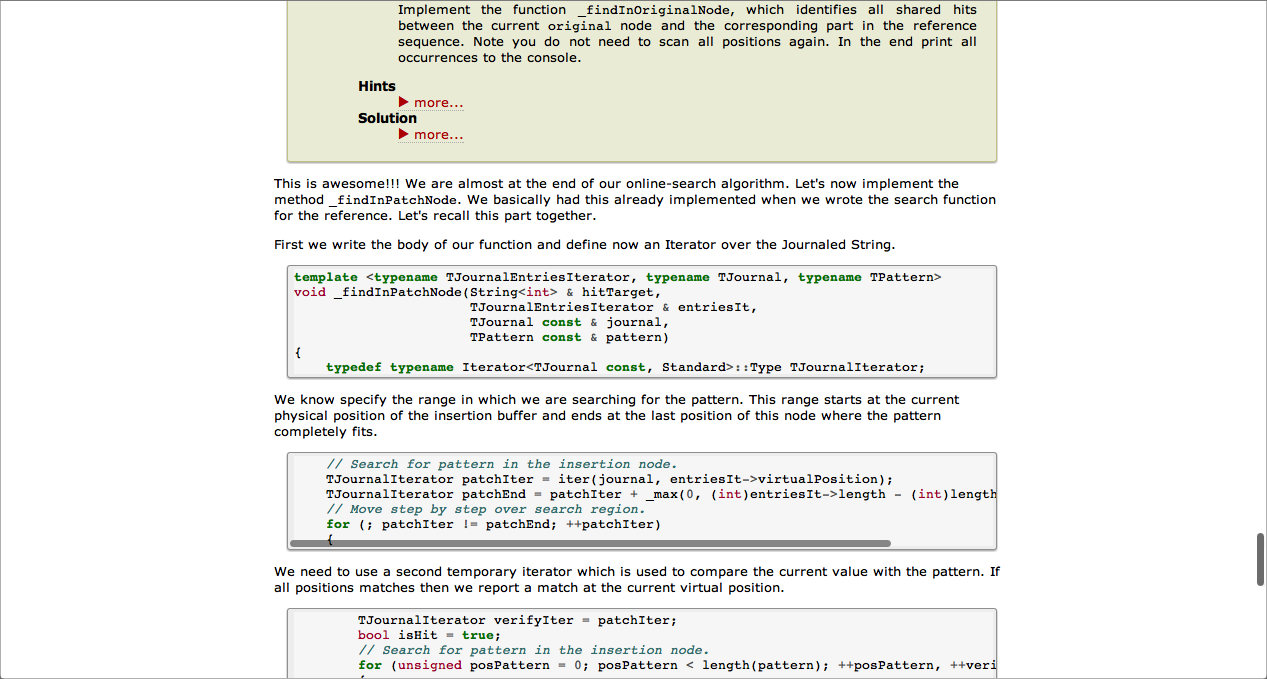 Implement the function _findInOriginalNode, which identifies all shared hits
between the current original node and the corresponding part in the reference
sequence. Note you do not need to scan all positions again. In the end print all
occurrences to the console.
Hints
more...
Solution
more...
This is awesome!!! We are almost at the end of our online-search algorithm. Let's now implement the
method _findInPatchNode. We basically had this already implemented when we wrote the search function
for the reference. Let's recall this part together.
First we write the body of our function and define now an Iterator over the Journaled String.
template <typename TJournalEntriesIterator, typename TJournal, typename TPattern>
void _findInPatchNode(String<int> & hitTarget,
TJournalEntriesIterator & entriesIt,
TJournal const & journal,
TPattern const & pattern)
{
typedef typename Iterator<TJournal const, Standard>::Type TJournalIterator;
We know specify the range in which we are searching for the pattern. This range starts at the current
physical position of the insertion buffer and ends at the last position of this node where the pattern
completely fits.
// Search for pattern in the insertion node.
TJournalIterator patchIter = iter(journal, entriesIt->virtualPosition);
TJournalIterator patchEnd = patchIter + _max(0, (int)entriesIt->length - (int)length
// Move step by step over search region.
for (; patchIter != patchEnd; ++patchIter)
{
We need to use a second temporary iterator which is used to compare the current value with the pattern. If
all positions matches then we report a match at the current virtual position.
TJournalIterator verifyIter = patchIter;
bool isHit = true;
// Search for pattern in the insertion node.
for (unsigned posPattern = 0; posPattern < length(pattern); ++posPattern, ++veri